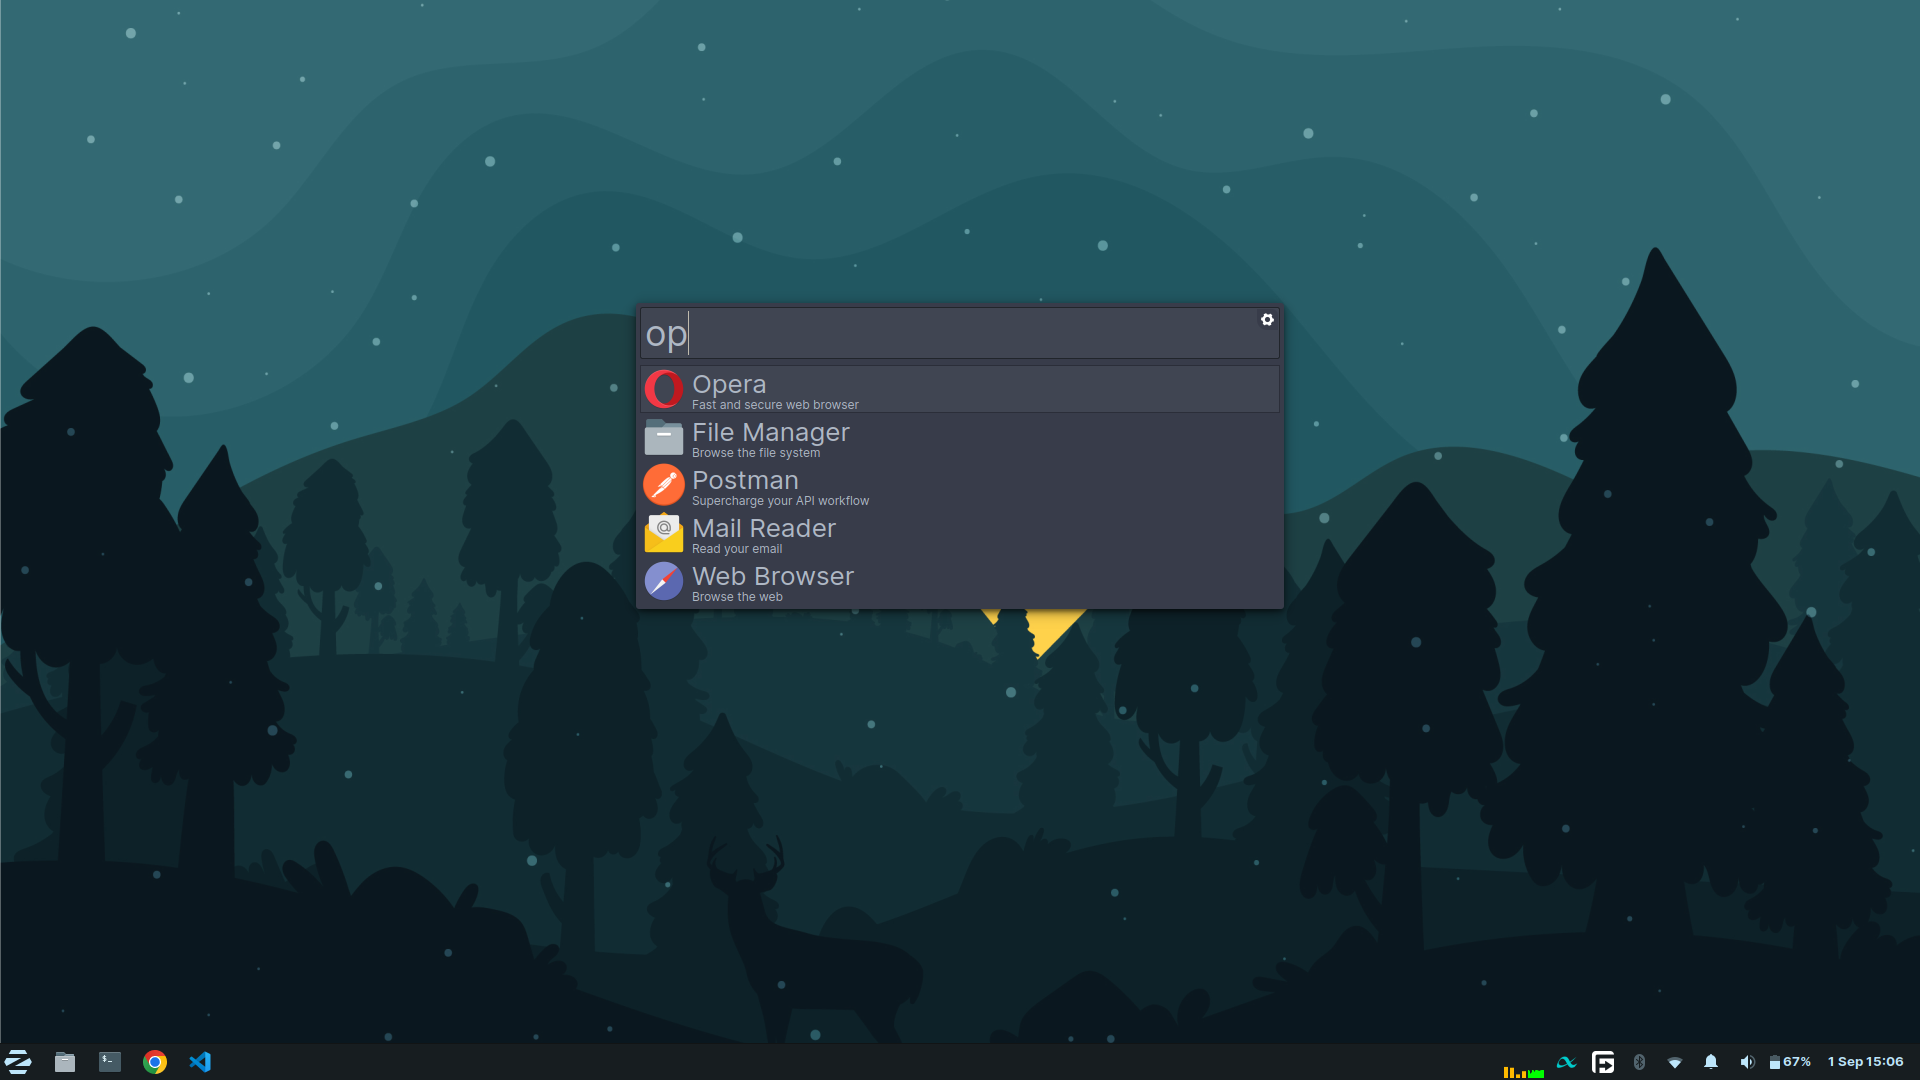 op
Opera
Fast and secure web browser
File Manager
Browse the file system
Postman
Supercharge your API workflow
Mail Reader
Read your email
Web Browser
Browse the web
$-
67%
1 Sep 15:06